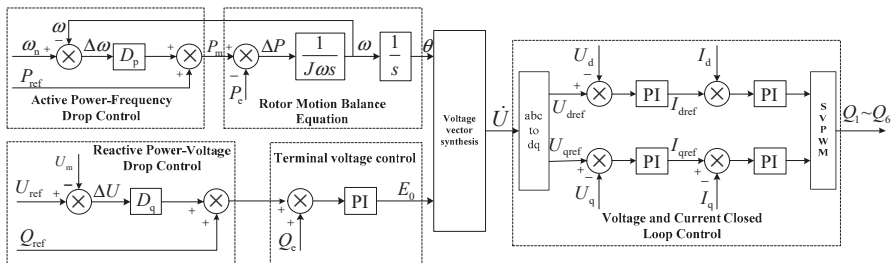 ω
ωn
+
−
Δω
Dp
+
+
Pref
Active Power-Frequency
Drop Control
Pm
+
−
Pe
ΔP
1
Jωs
ω
1
s
θ
Rotor Motion Balance
Equation
Reactive Power-Voltage
Drop Control
Um
Uref
+
−
ΔU
Dq
+
+
Qref
Terminal voltage control
+
+
Qe
PI
E0
Voltage
vector
synthesis
U̇
abc
to
dq
Ud
−
+
Udref
PI
Idref
Id
−
+
PI
Uqref
+
−
Uq
PI
Iqref
+
−
Iq
PI
SVPWM
Q1~Q6
Voltage and Current Closed
Loop Control